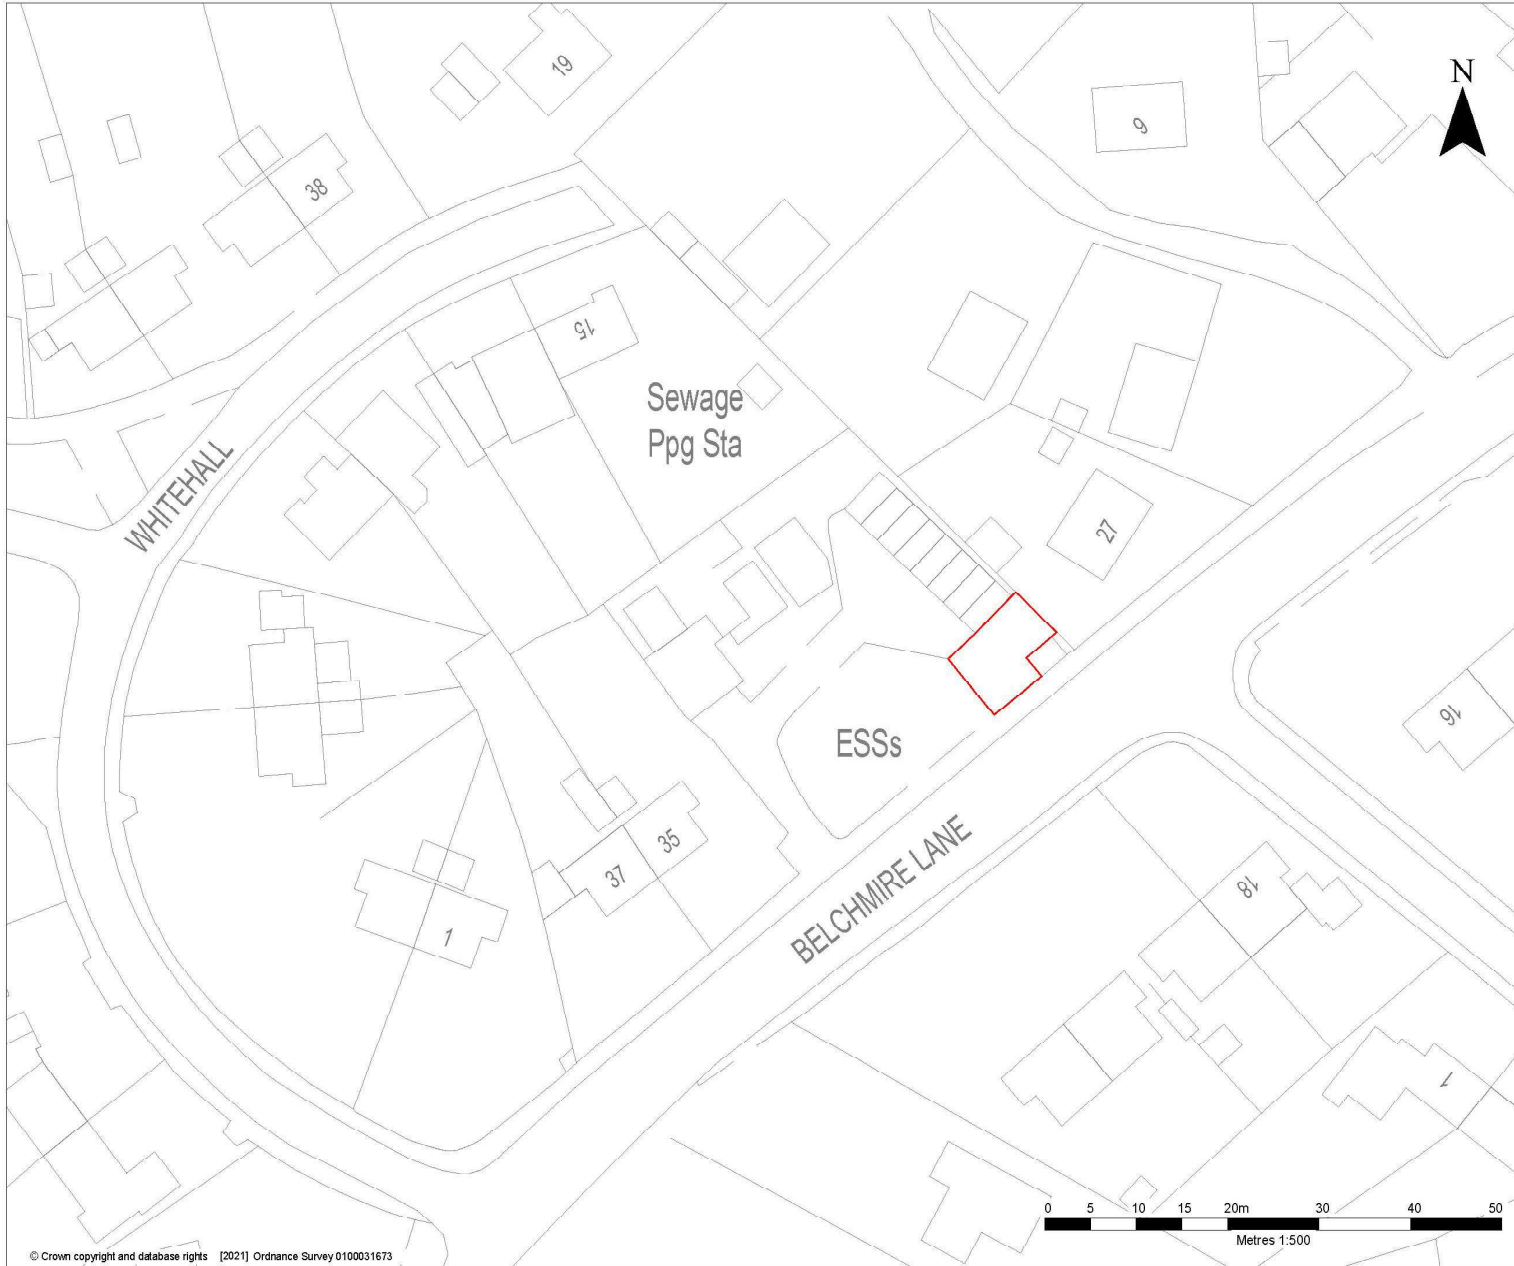 19
9
N
38
15
Sewage
Ppg Sta
WHITEHALL
27
16
ESSs
35
37
BELCHMIRE LANE
18
1
1
0 5 10 15 20m 30 40 50
Metres 1:500
© Crown copyright and database rights [2021] Ordnance Survey 0100031673